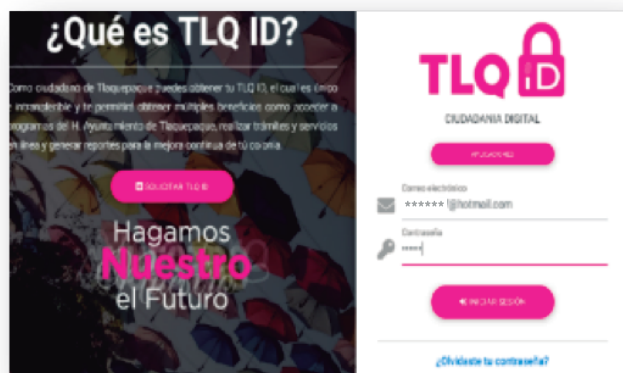 ¿Qué es TLQ ID?
Como ciudadano de Tlaquepaque puedes obtener tu TLQ ID, el cual es único
e intransferible y te permitirá obtener múltiples beneficios como acceder a
programas del H. Ayuntamiento de Tlaquepaque, realizar trámites y servicios
en línea y generar reportes para la mejora continua de tú colonia.
SOLICITAR TLQ ID
Hagamos
Nuestro
el Futuro
TLQ iD
CIUDADANIA DIGITAL
APLICACIONES
Correo electrónico
****** l@hotmail.com
Contraseña
•••••
INICIAR SESIÓN
¿Olvidaste tu contraseña?